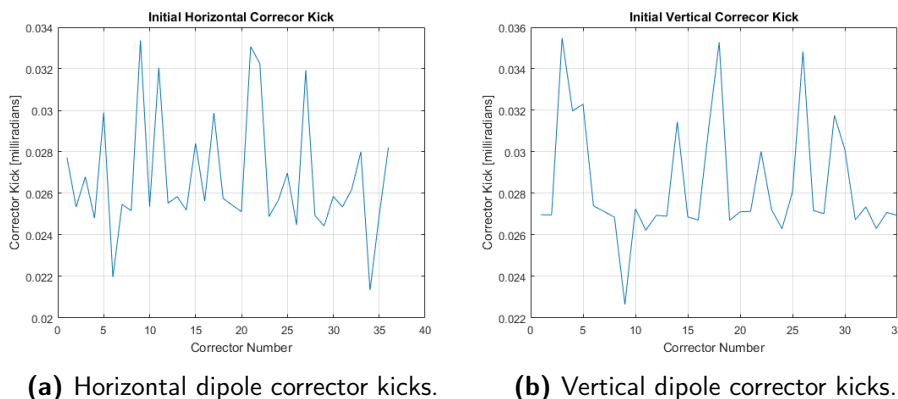 Initial Horizontal Correcor Kick
Corrector Kick [milliradians]
0.034
0.032
0.03
0.028
0.026
0.024
0.022
0.02
0 5 10 15 20 25 30 35 40
Corrector Number
(a) Horizontal dipole corrector kicks.
Initial Vertical Correcor Kick
Corrector Kick [milliradians]
0.036
0.034
0.032
0.03
0.028
0.026
0.024
0.022
0 5 10 15 20 25 30 35
Corrector Number
(b) Vertical dipole corrector kicks.